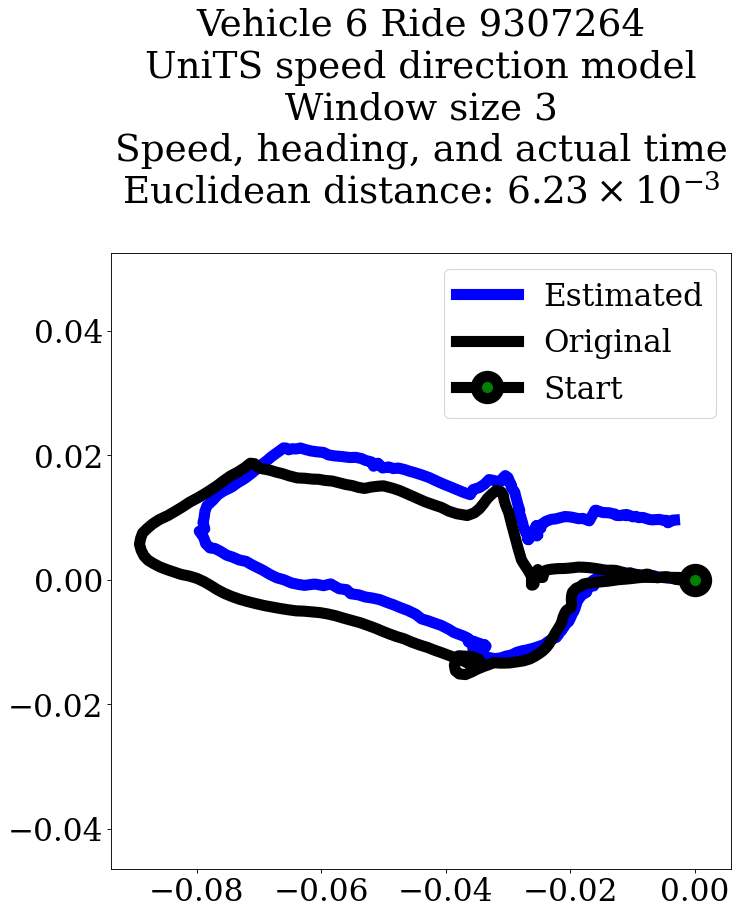 Vehicle 6 Ride 9307264
UniTS speed direction model
Window size 3
Speed, heading, and actual time
Euclidean distance: 6.23 × 10⁻³
Estimated
Original
Start
0.04
0.02
0.00
−0.02
−0.04
−0.08 −0.06 −0.04 −0.02 0.00